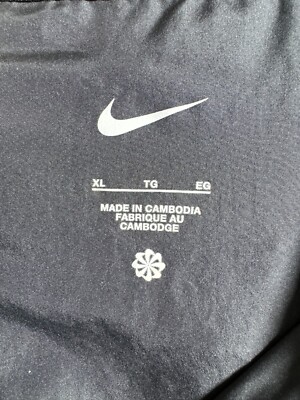 XL TG EG
MADE IN CAMBODIA
FABRIQUE AU
CAMBODGE